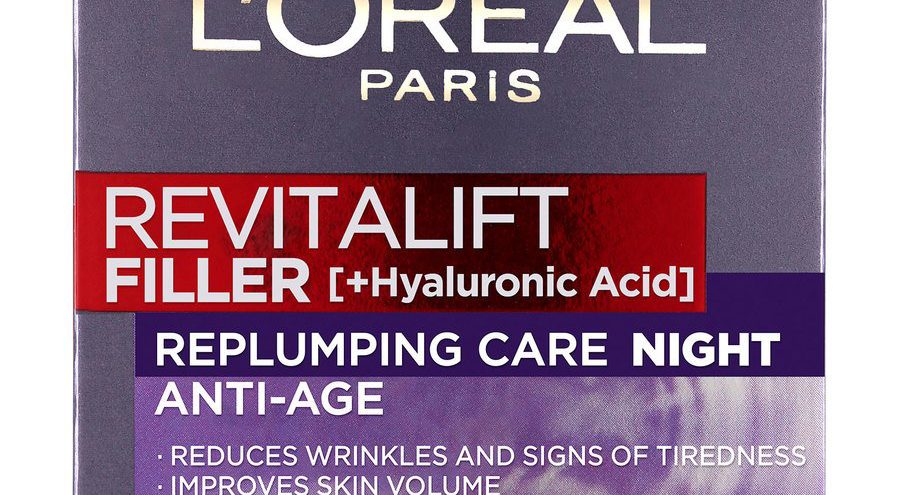 L'ORÉAL
PARIS
REVITALIFT
FILLER [+Hyaluronic Acid]
REPLUMPING CARE NIGHT
ANTI-AGE
· REDUCES WRINKLES AND SIGNS OF TIREDNESS
· IMPROVES SKIN VOLUME